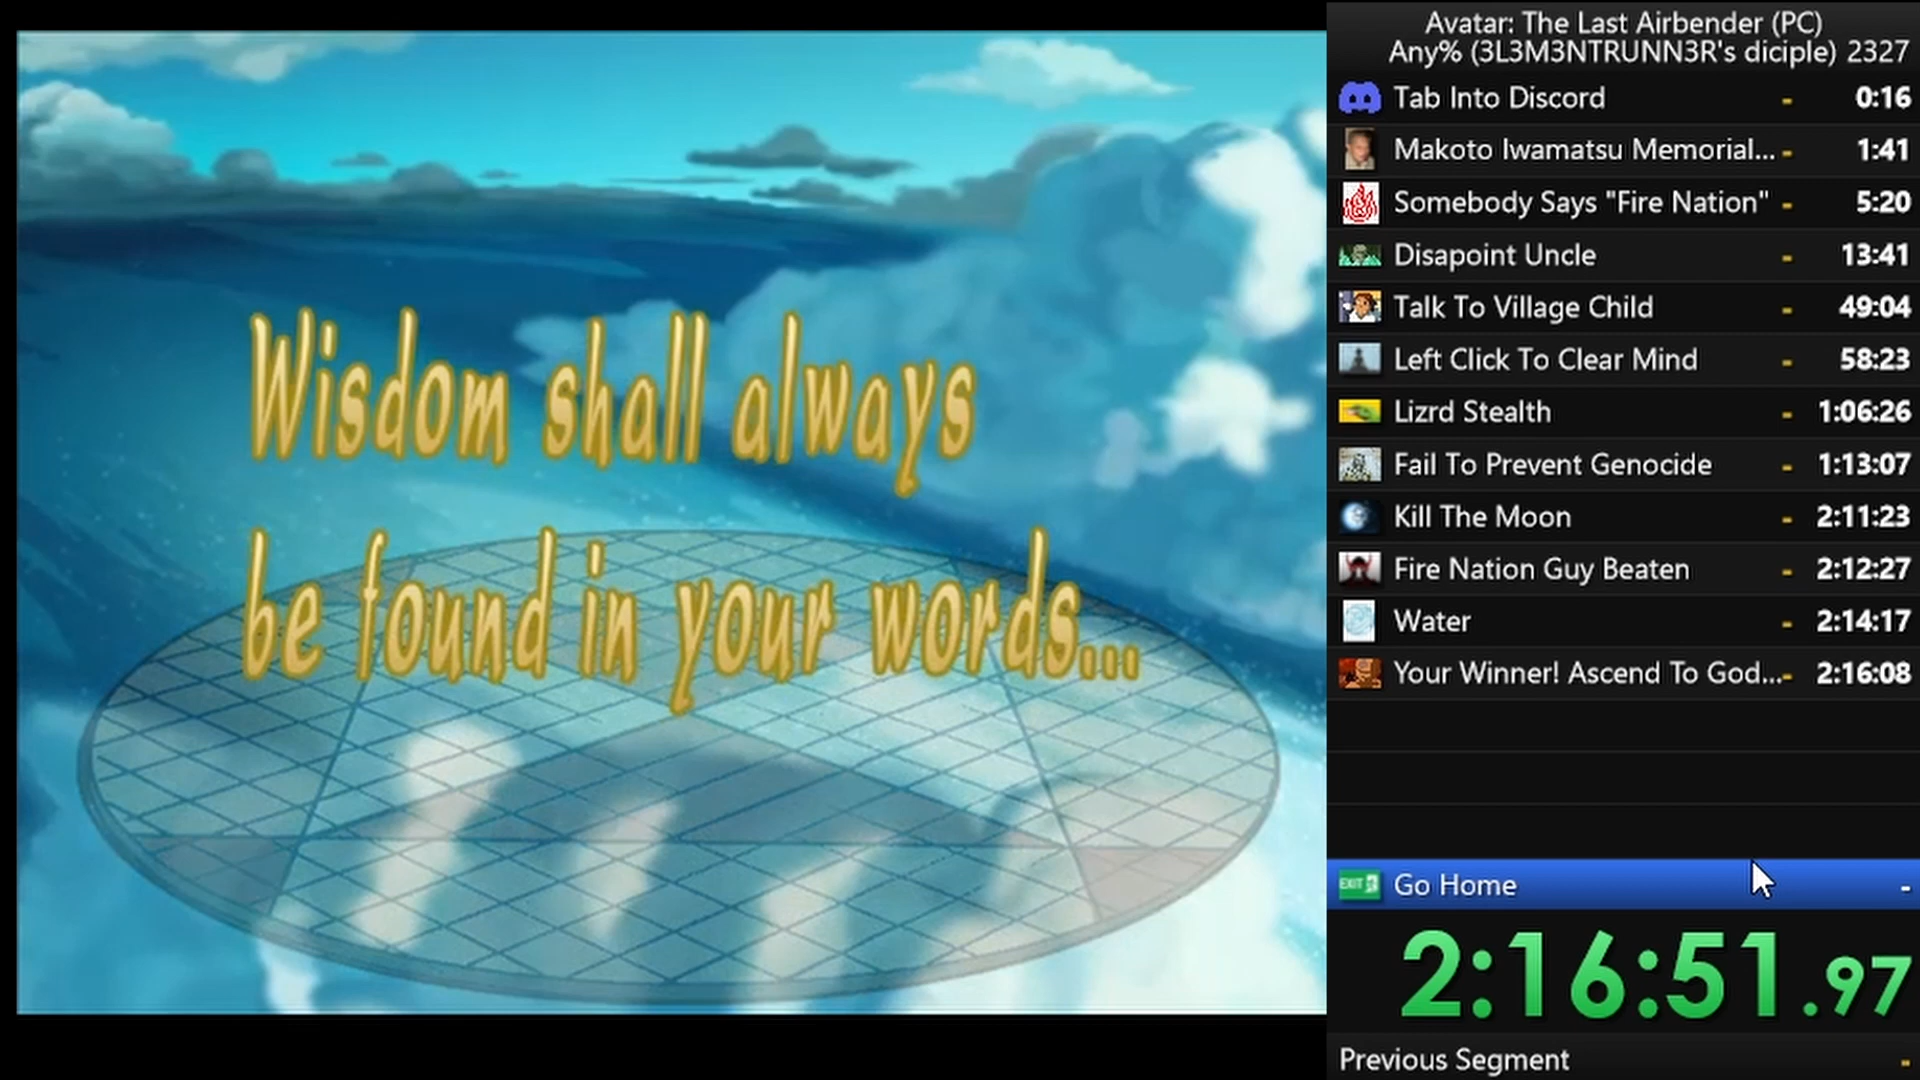 Wisdom shall always
be found in your words...
Avatar: The Last Airbender (PC)
Any% (3L3M3NTRUNN3R's diciple) 2327
Tab Into Discord - 0:16
Makoto Iwamatsu Memorial... - 1:41
Somebody Says "Fire Nation" - 5:20
Disapoint Uncle - 13:41
Talk To Village Child - 49:04
Left Click To Clear Mind - 58:23
Lizrd Stealth - 1:06:26
Fail To Prevent Genocide - 1:13:07
Kill The Moon - 2:11:23
Fire Nation Guy Beaten - 2:12:27
Water - 2:14:17
Your Winner! Ascend To God... - 2:16:08
EXIT Go Home -
2:16:51.97
Previous Segment -